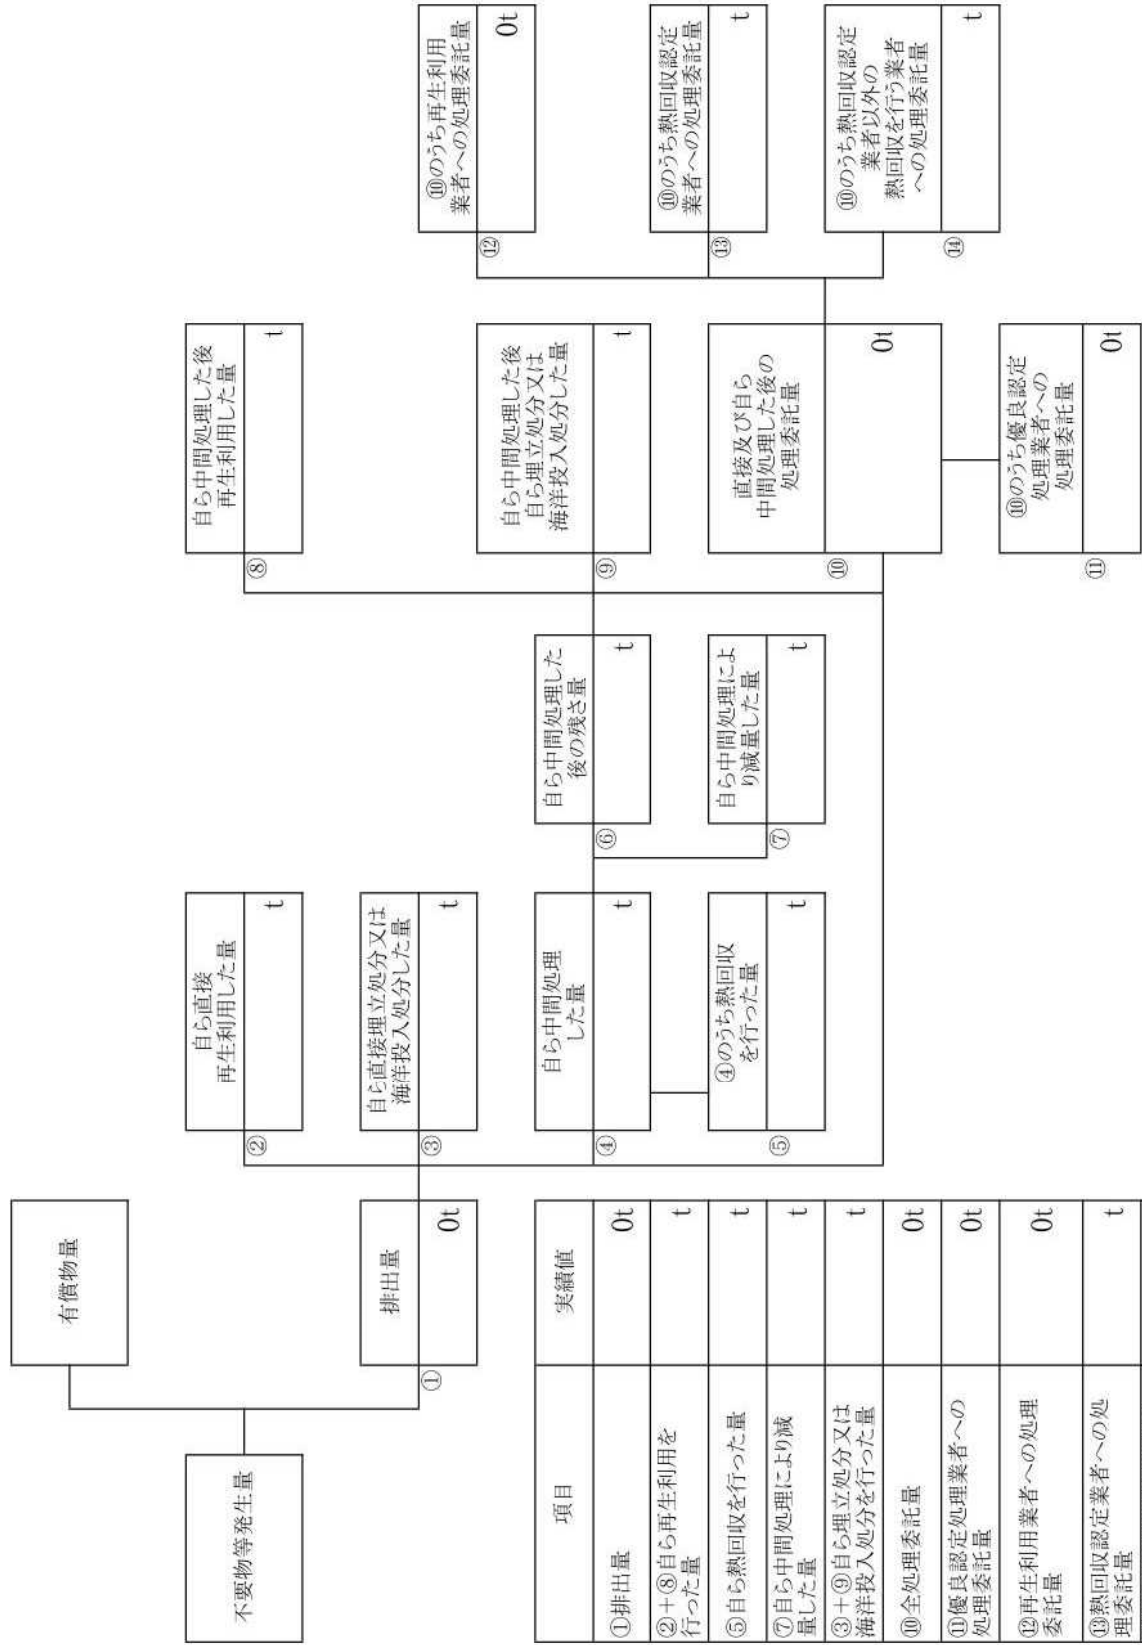 不要物等発生量
有償物量
排出量
0t
①
自ら直接
再生利用した量
t
②
自ら直接埋立処分又は
海洋投入処分した量
t
③
自ら中間処理
した量
t
④
④のうち熱回収
を行った量
t
⑤
自ら中間処理した
後の残さ量
t
⑥
自ら中間処理によ
り減量した量
t
⑦
自ら中間処理した後
再生利用した量
t
⑧
自ら中間処理した後
自ら埋立処分又は
海洋投入処分した量
t
⑨
直接及び自ら
中間処理した後の
処理委託量
0t
⑩
⑩のうち優良認定
処理業者への
処理委託量
0t
⑪
⑩のうち再生利用
業者への処理委託量
0t
⑫
⑩のうち熱回収認定
業者への処理委託量
t
⑬
⑩のうち熱回収認定
業者以外の
熱回収を行う業者
への処理委託量
t
⑭
項目
実績値
①排出量
0t
②+⑧自ら再生利用を
行った量
t
⑤自ら熱回収を行った量
t
⑦自ら中間処理により減
量した量
t
③+⑨自ら埋立処分又は
海洋投入処分を行った量
t
⑩全処理委託量
0t
⑪優良認定処理業者への
処理委託量
0t
⑫再生利用業者への処理
委託量
0t
⑬熱回収認定業者への処
理委託量
t